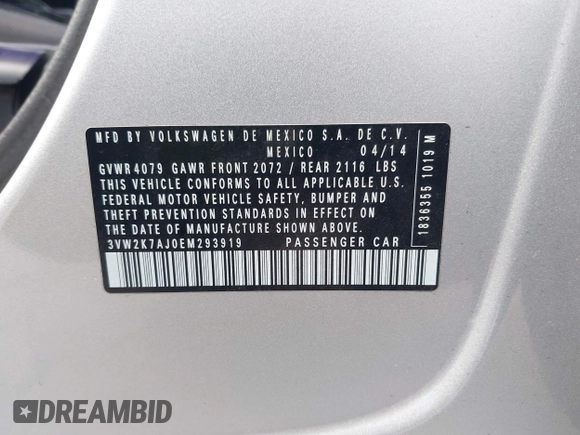 MFD BY VOLKSWAGEN DE MEXICO S.A. DE C.V.
MEXICO 04/14
GVWR 4079 GAWR FRONT 2072 / REAR 2116 LBS
THIS VEHICLE CONFORMS TO ALL APPLICABLE U.S.
FEDERAL MOTOR VEHICLE SAFETY, BUMPER AND
THEFT PREVENTION STANDARDS IN EFFECT ON
THE DATE OF MANUFACTURE SHOWN ABOVE.
3VW2K7AJ0EM293919 PASSENGER CAR
1836355 1019 M
DREAMBID